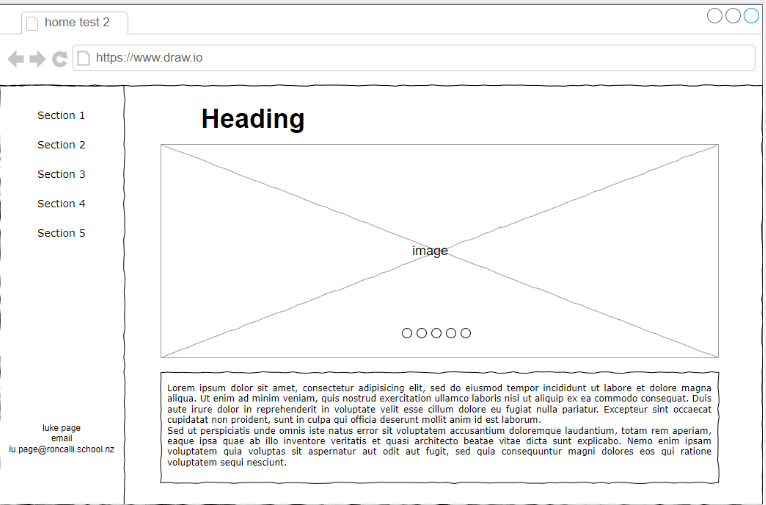 home test 2
https://www.draw.io
Section 1
Section 2
Section 3
Section 4
Section 5
luke page
email
lu.page@roncalli.school.nz
Heading
image
Lorem ipsum dolor sit amet, consectetur adipisicing elit, sed do eiusmod tempor incididunt ut labore et dolore magna
aliqua. Ut enim ad minim veniam, quis nostrud exercitation ullamco laboris nisi ut aliquip ex ea commodo consequat. Duis
aute irure dolor in reprehenderit in voluptate velit esse cillum dolore eu fugiat nulla pariatur. Excepteur sint occaecat
cupidatat non proident, sunt in culpa qui officia deserunt mollit anim id est laborum.
Sed ut perspiciatis unde omnis iste natus error sit voluptatem accusantium doloremque laudantium, totam rem aperiam,
eaque ipsa quae ab illo inventore veritatis et quasi architecto beatae vitae dicta sunt explicabo. Nemo enim ipsam
voluptatem quia voluptas sit aspernatur aut odit aut fugit, sed quia consequuntur magni dolores eos qui ratione
voluptatem sequi nesciunt.